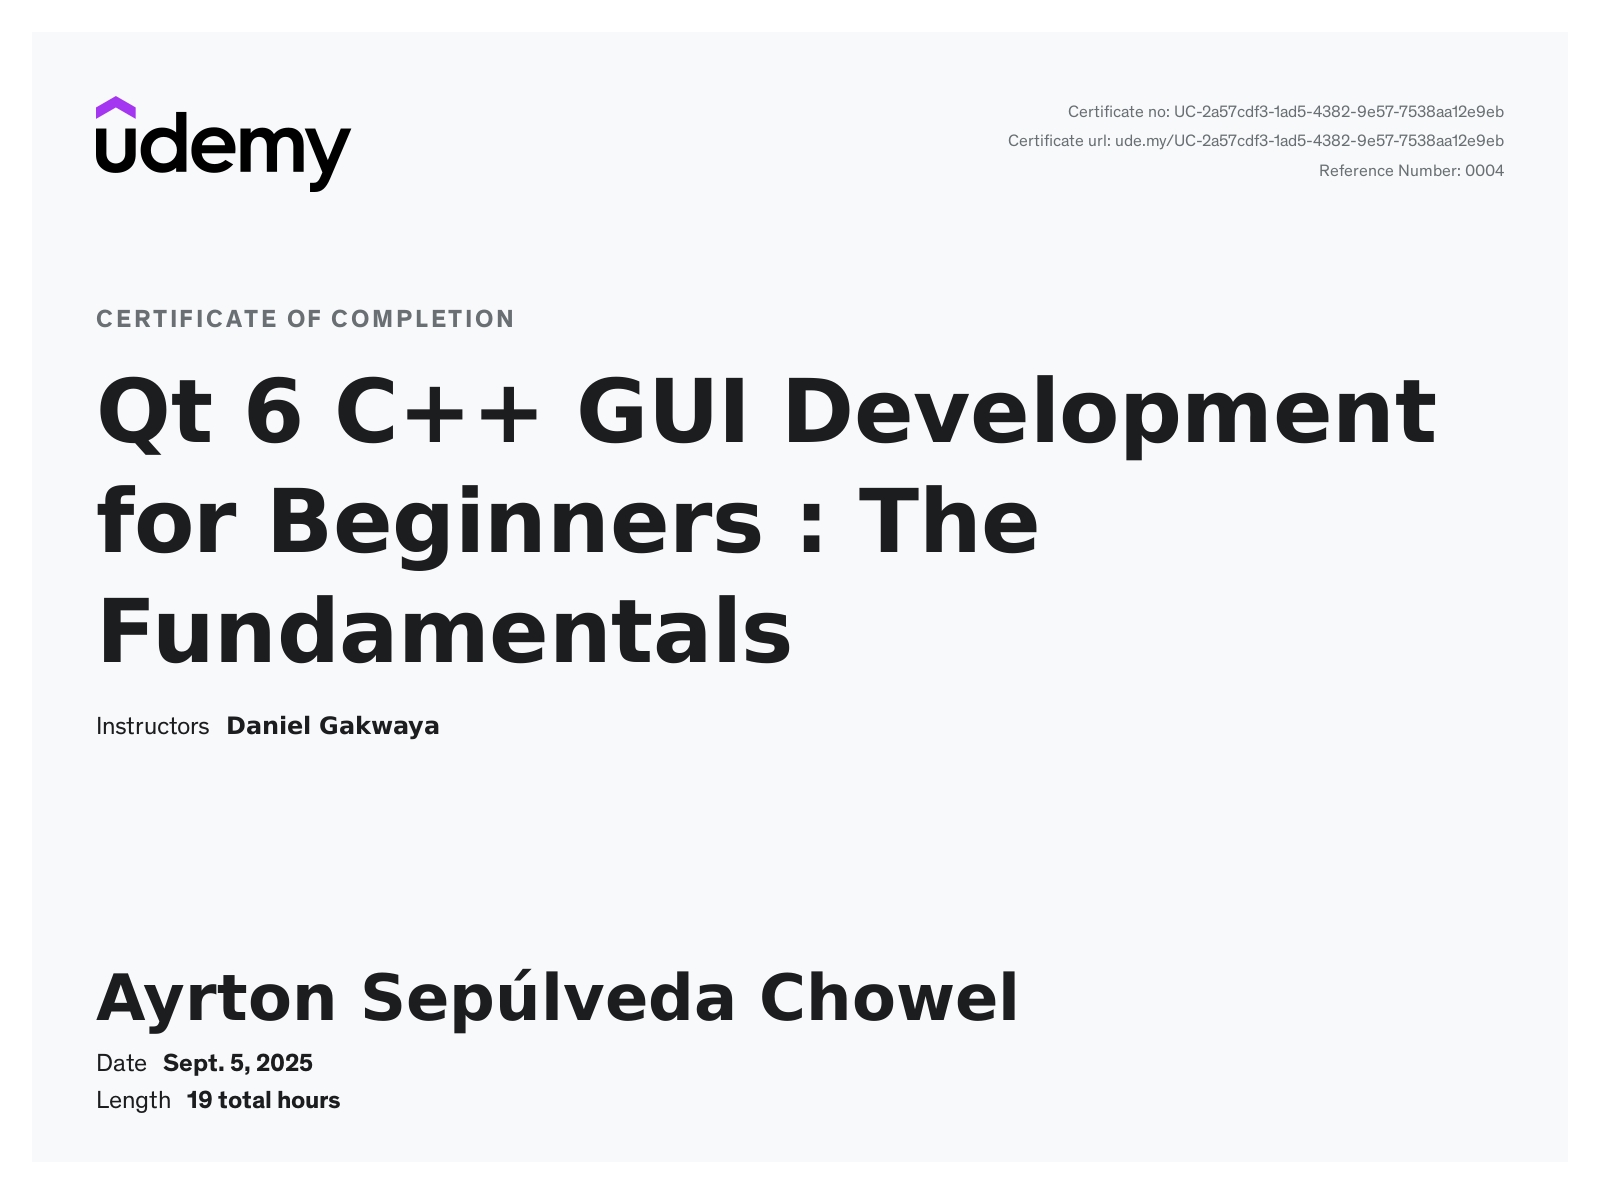 udemy
Certificate no: UC-2a57cdf3-1ad5-4382-9e57-7538aa12e9eb
Certificate url: ude.my/UC-2a57cdf3-1ad5-4382-9e57-7538aa12e9eb
Reference Number: 0004
CERTIFICATE OF COMPLETION
Qt 6 C++ GUI Development
for Beginners : The
Fundamentals
Instructors Daniel Gakwaya
Ayrton Sepúlveda Chowel
Date Sept. 5, 2025
Length 19 total hours